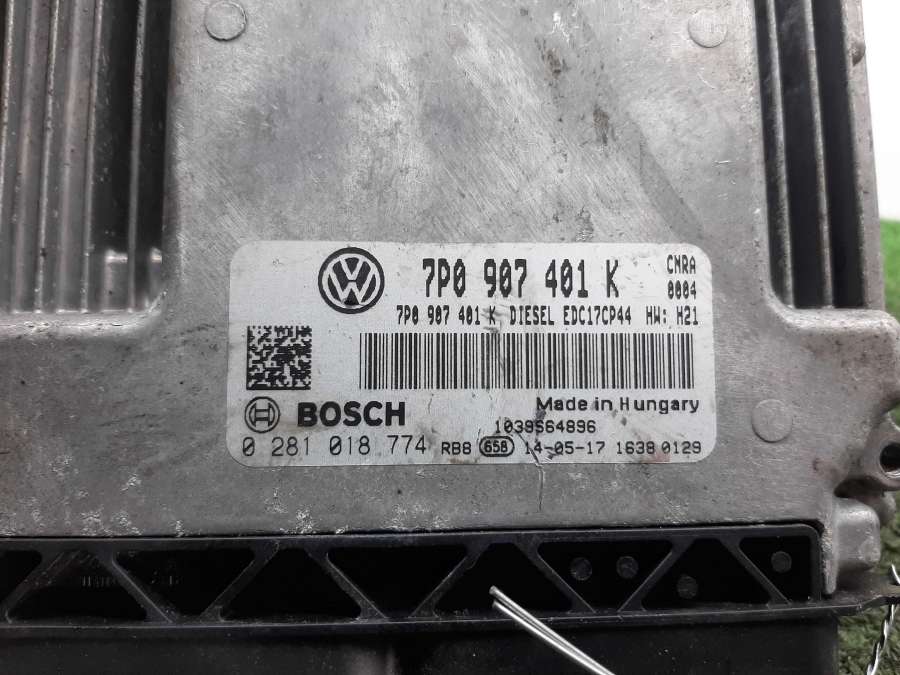 7P0 907 401 K CMRA
0004
7P0 907 401 K DIESEL EDC17CP44 HW: H21
BOSCH Made in Hungary
1039S64896
0 281 018 774 RB8 658 14-05-17 1638 0129